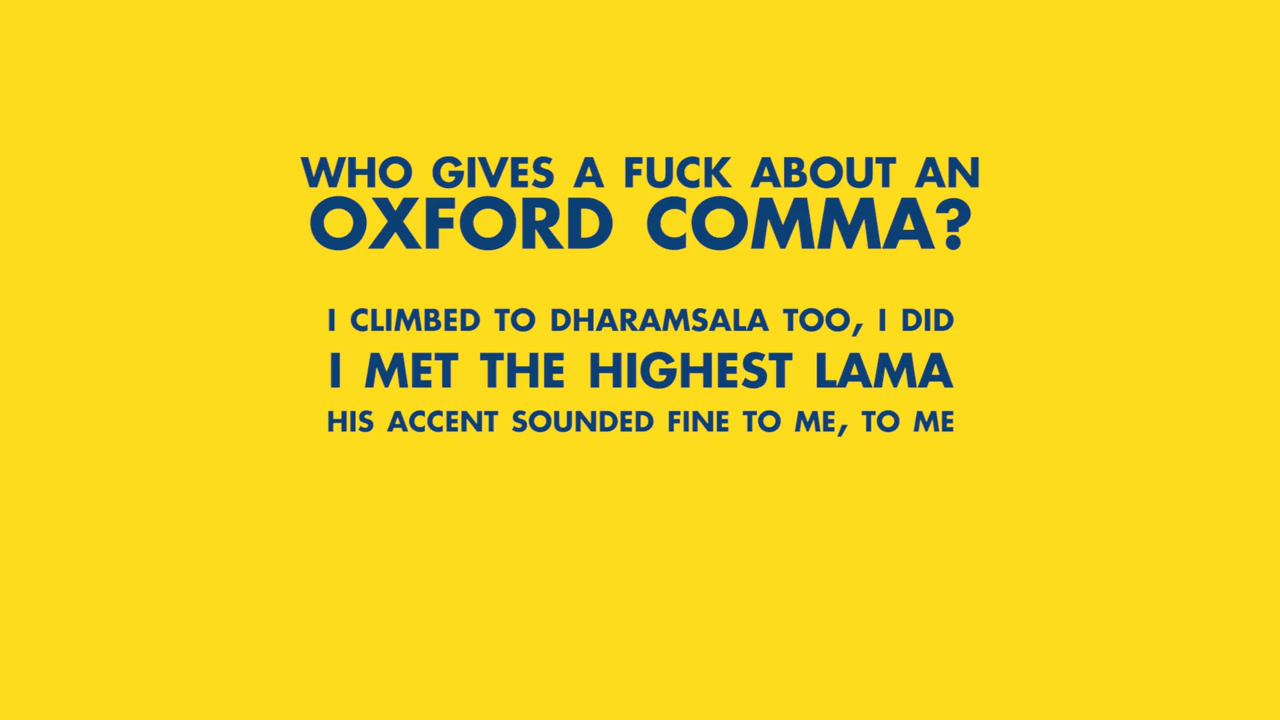 WHO GIVES A FUCK ABOUT AN
OXFORD COMMA?
I CLIMBED TO DHARAMSALA TOO, I DID
I MET THE HIGHEST LAMA
HIS ACCENT SOUNDED FINE TO ME, TO ME